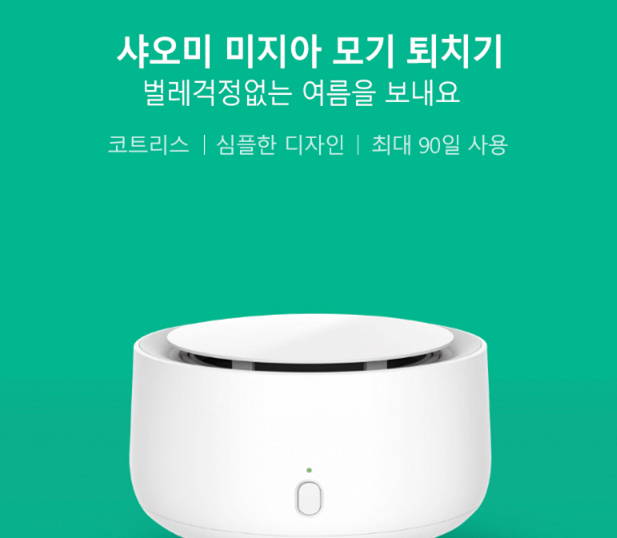 샤오미 미지아 모기 퇴치기
벌레걱정없는 여름을 보내요
코트리스 | 심플한 디자인 | 최대 90일 사용